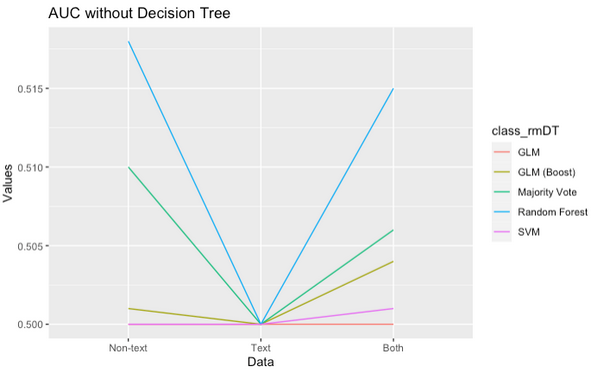 AUC without Decision Tree
Values
0.515
0.510
0.505
0.500
Non-text
Text
Both
Data
class_rmDT
GLM
GLM (Boost)
Majority Vote
Random Forest
SVM